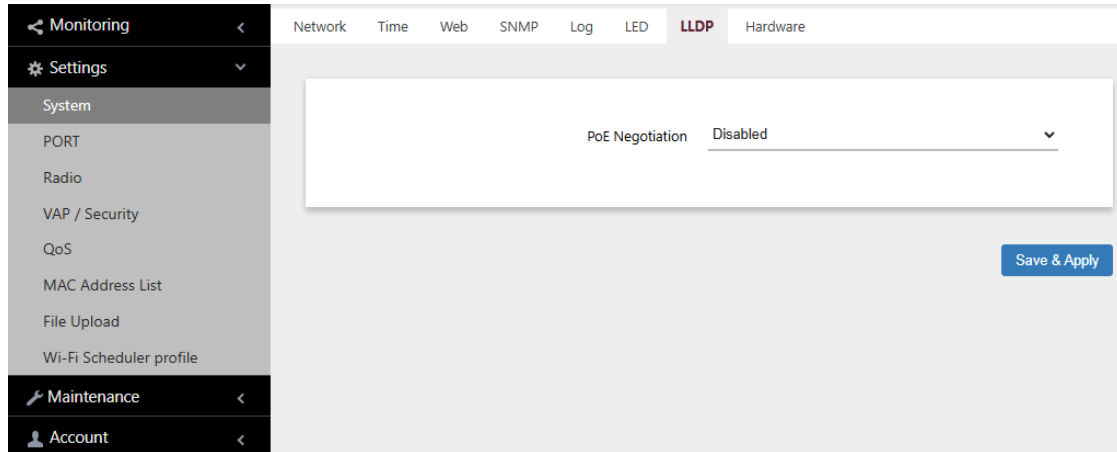 Monitoring
Settings
System
PORT
Radio
VAP / Security
QoS
MAC Address List
File Upload
Wi-Fi Scheduler profile
Maintenance
Account
Network Time Web SNMP Log LED LLDP Hardware
PoE Negotiation Disabled
Save & Apply